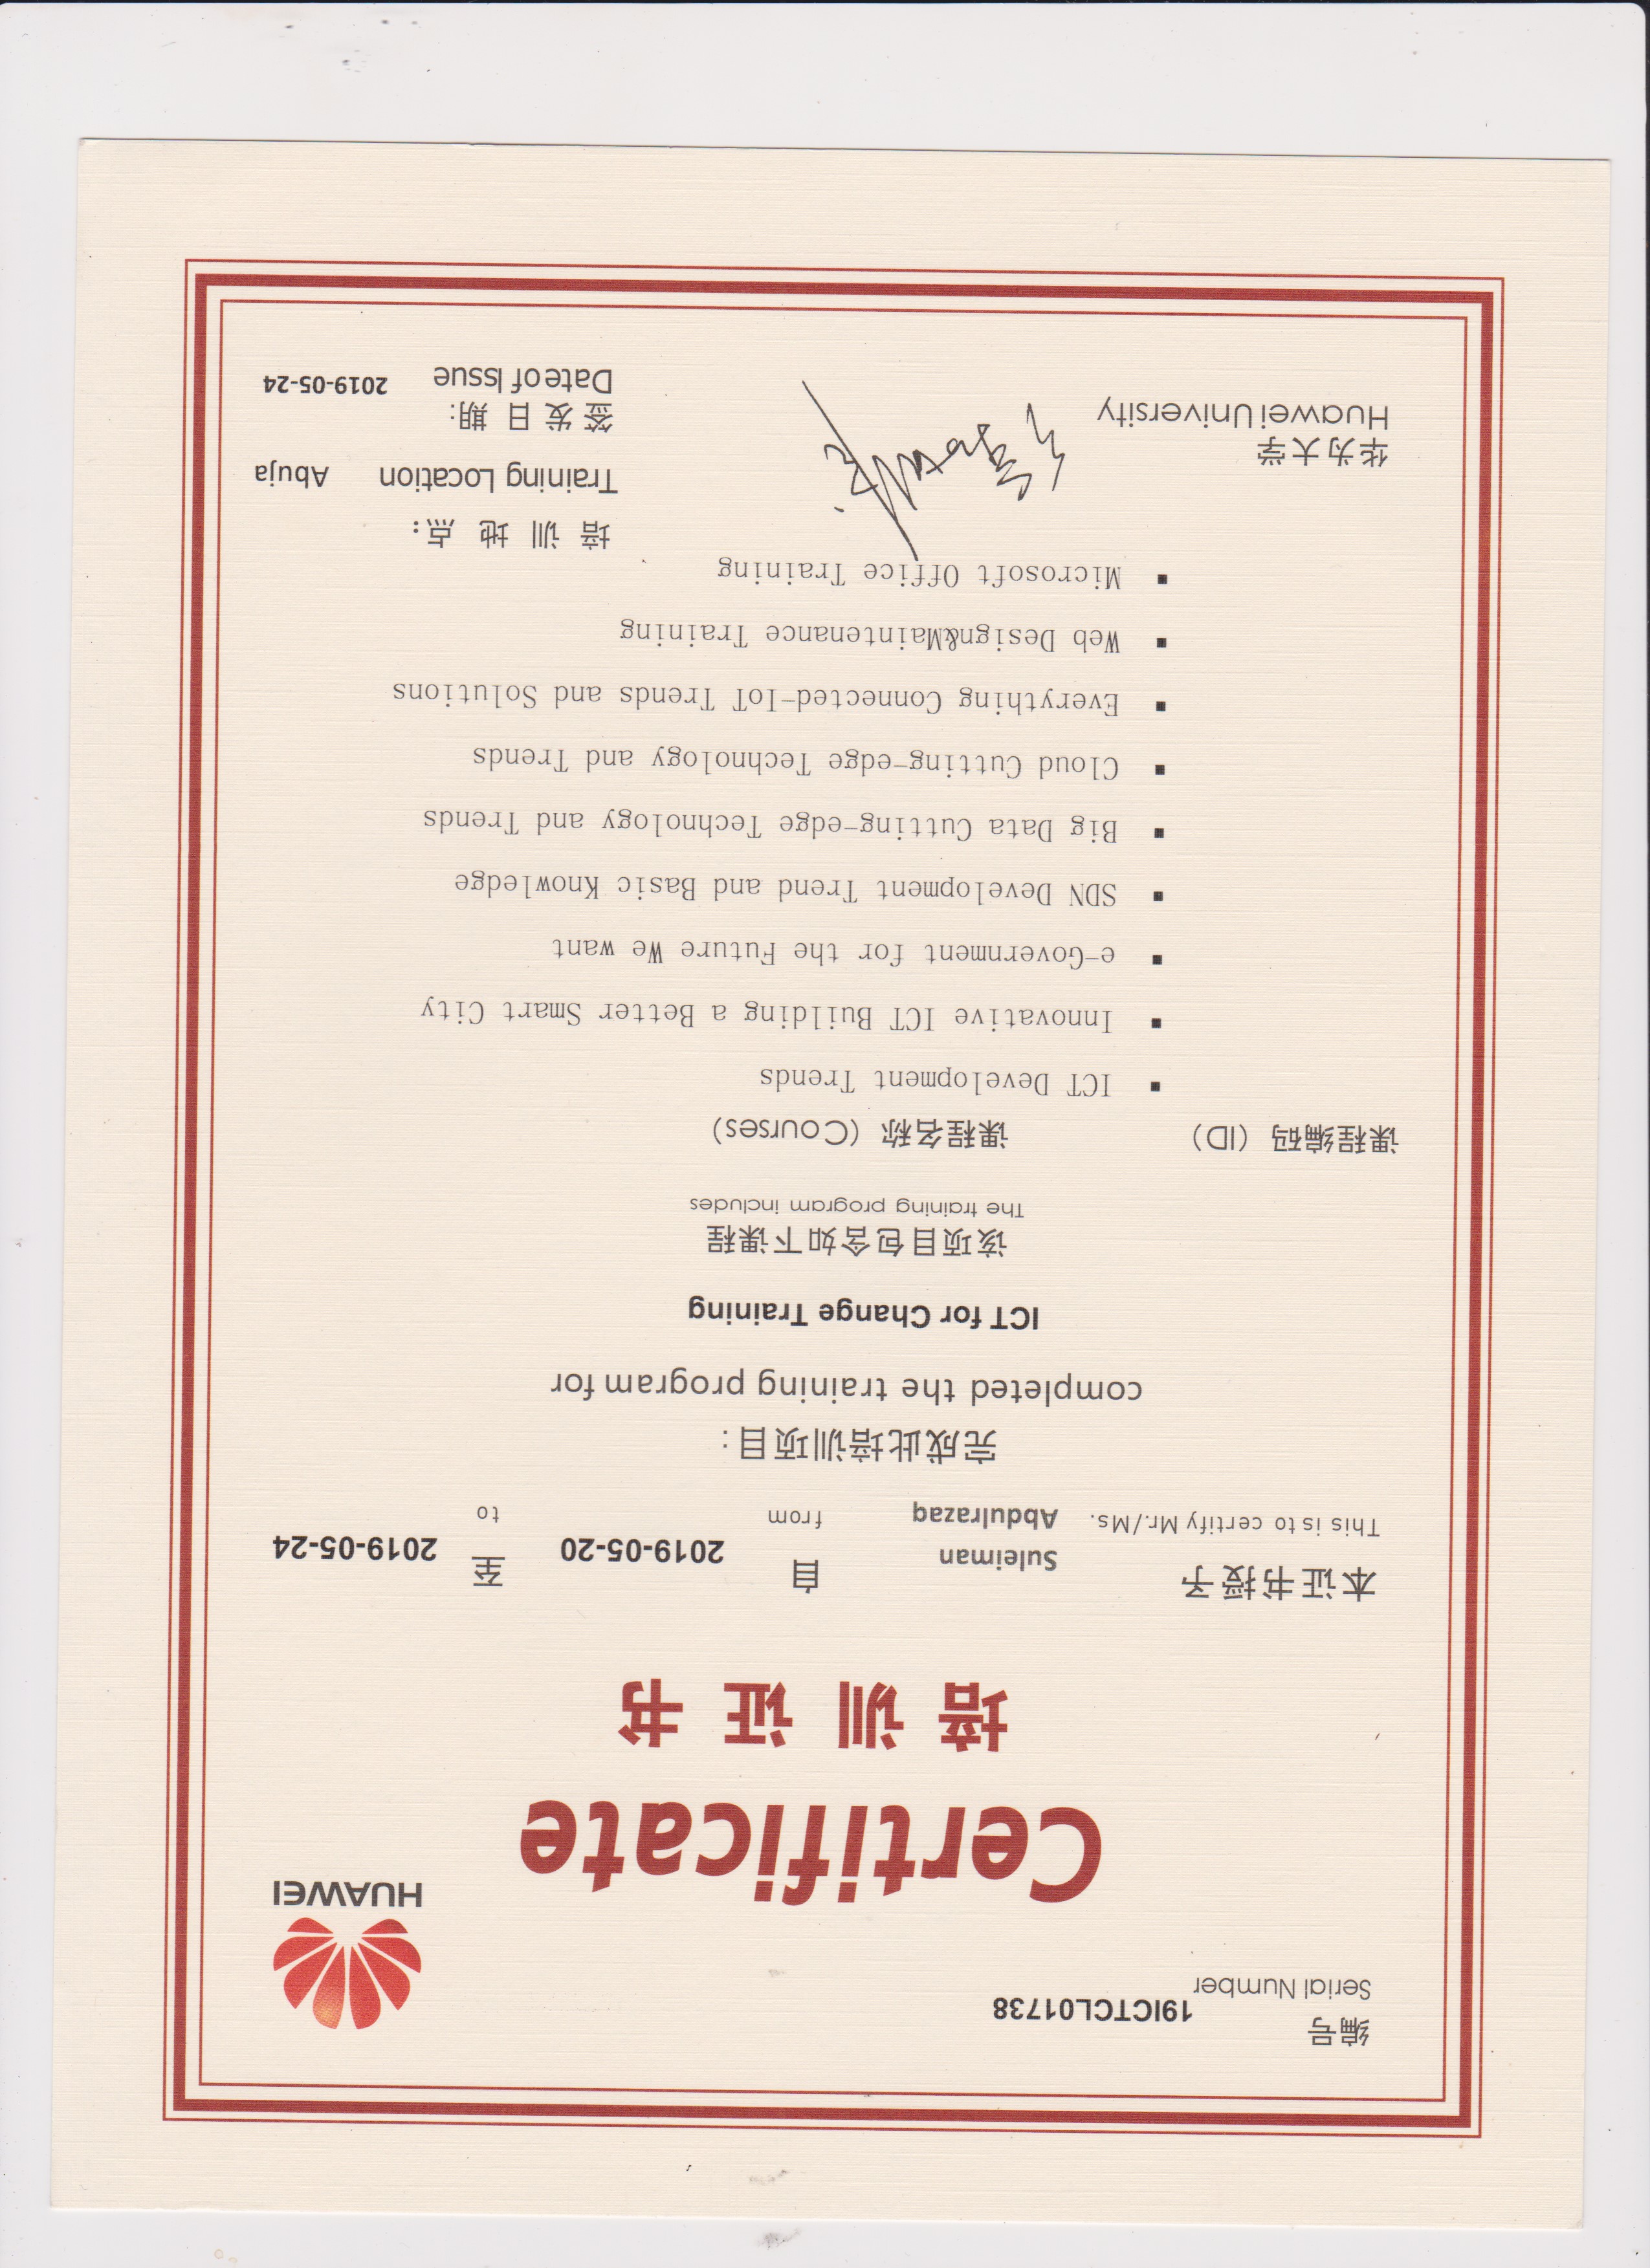 编号
Serial Number 19ICTCL01738
HUAWEI
Certificate
培训证书
本证书授予 Suleiman Abdulrazaq 自 2019-05-20 至 2019-05-24
This is to certify Mr./Ms. from to
完成此培训项目：
completed the training program for
ICT for Change Training
该项目包含如下课程
The training program includes
课程编码（ID） 课程名称（Courses）
▪ ICT Development Trends
▪ Innovative ICT Building a Better Smart City
▪ e-Government for the Future We want
▪ SDN Development Trend and Basic Knowledge
▪ Big Data Cutting-edge Technology and Trends
▪ Cloud Cutting-edge Technology and Trends
▪ Everything Connected-IoT Trends and Solutions
▪ Web Design&Maintenance Training
▪ Microsoft Office Training
培训地点：
Training Location Abuja
华为大学
Huawei University
签发日期:
Date of Issue 2019-05-24